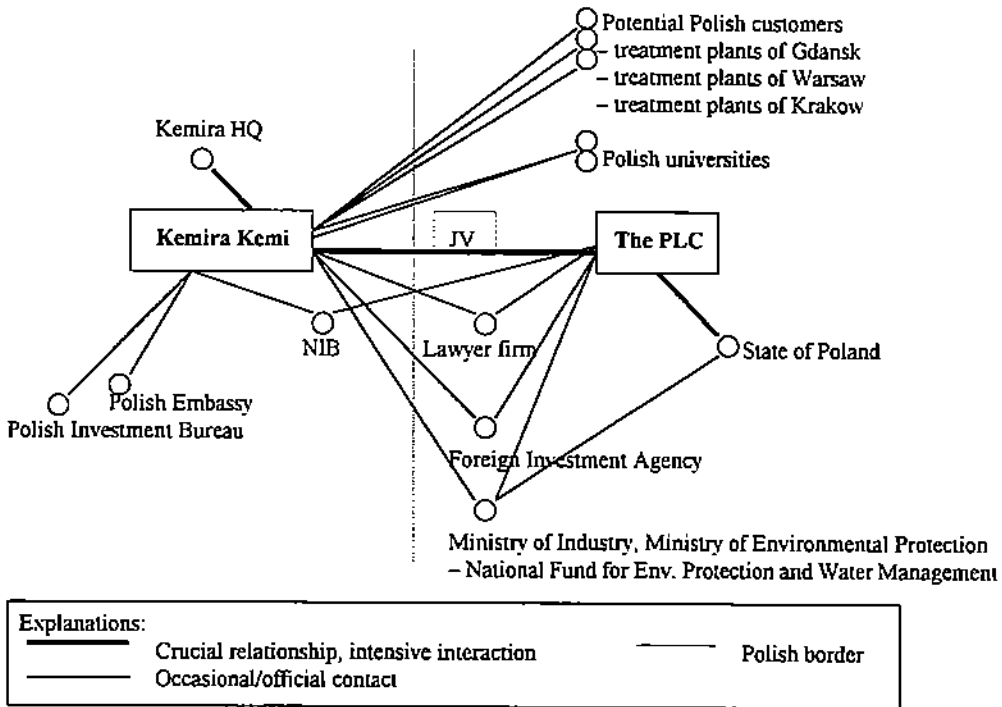 Potential Polish customers
– treatment plants of Gdansk
– treatment plants of Warsaw
– treatment plants of Krakow
Kemira HQ
Polish universities
Kemira Kemi
JV
The PLC
NIB
Lawyer firm
State of Poland
Polish Embassy
Polish Investment Bureau
Foreign Investment Agency
Ministry of Industry, Ministry of Environmental Protection
– National Fund for Env. Protection and Water Management
Explanations:
Crucial relationship, intensive interaction
Polish border
Occasional/official contact